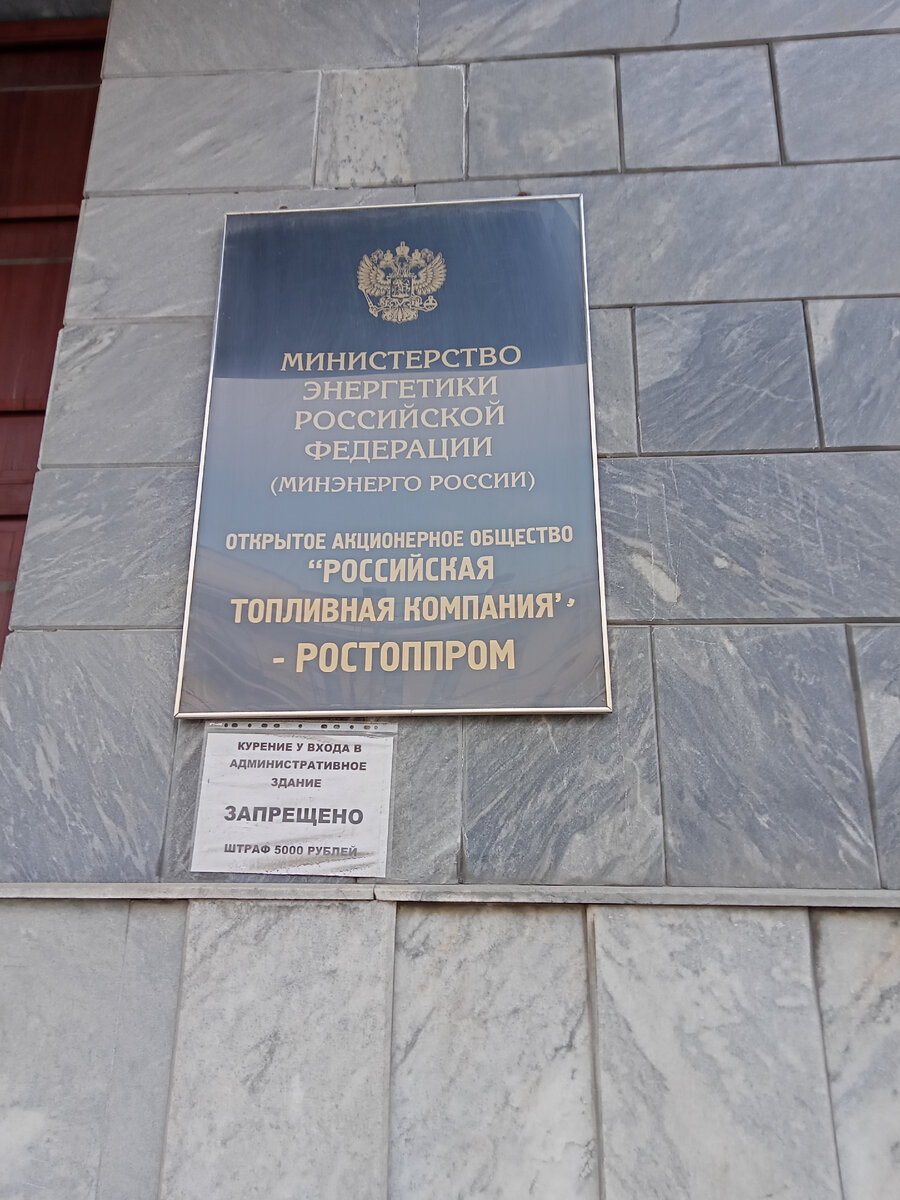 МИНИСТЕРСТВО
ЭНЕРГЕТИКИ
РОССИЙСКОЙ
ФЕДЕРАЦИИ
(МИНЭНЕРГО РОССИИ)
ОТКРЫТОЕ АКЦИОНЕРНОЕ ОБЩЕСТВО
“РОССИЙСКАЯ
ТОПЛИВНАЯ КОМПАНИЯ’’
- РОСТОППРОМ
КУРЕНИЕ У ВХОДА В
АДМИНИСТРАТИВНОЕ
ЗДАНИЕ
ЗАПРЕЩЕНО
ШТРАФ 5000 РУБЛЕЙ